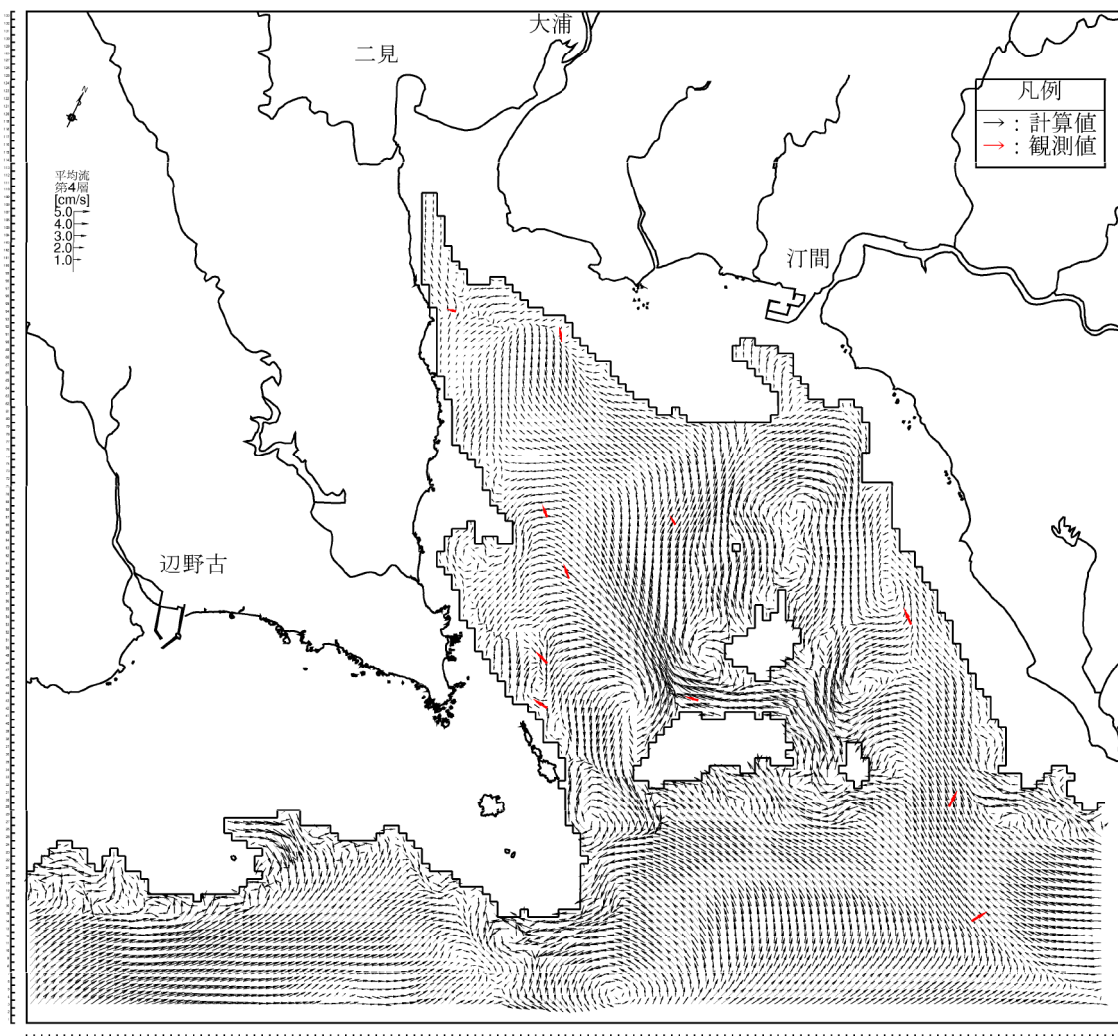 大浦
二見
N
凡例
→ : 計算値
→ : 観測値
平均流
第4層
[cm/s]
5.0
4.0
3.0
2.0
1.0
汀間
辺野古